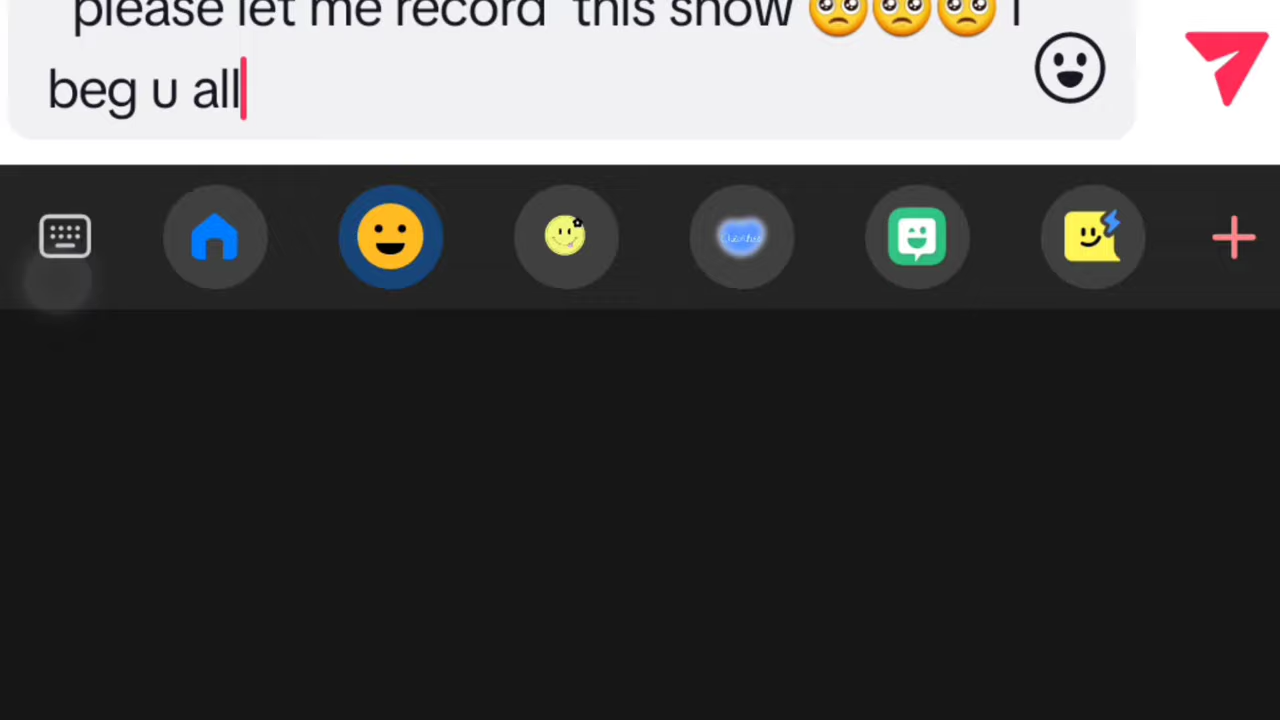 please let me record this show 🥺🥺🥺 I
beg u all